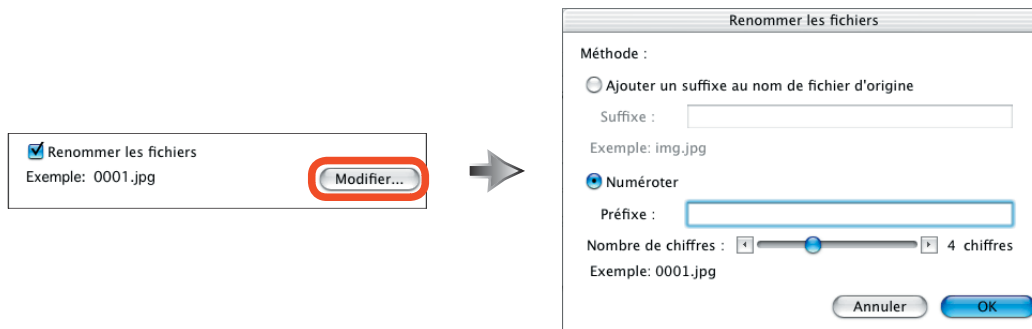 Renommer les fichiers
Exemple: 0001.jpg
Modifier...
Renommer les fichiers
Méthode :
Ajouter un suffixe au nom de fichier d'origine
Suffixe :
Exemple: img.jpg
Numéroter
Préfixe :
Nombre de chiffres : 4 chiffres
Exemple: 0001.jpg
Annuler OK